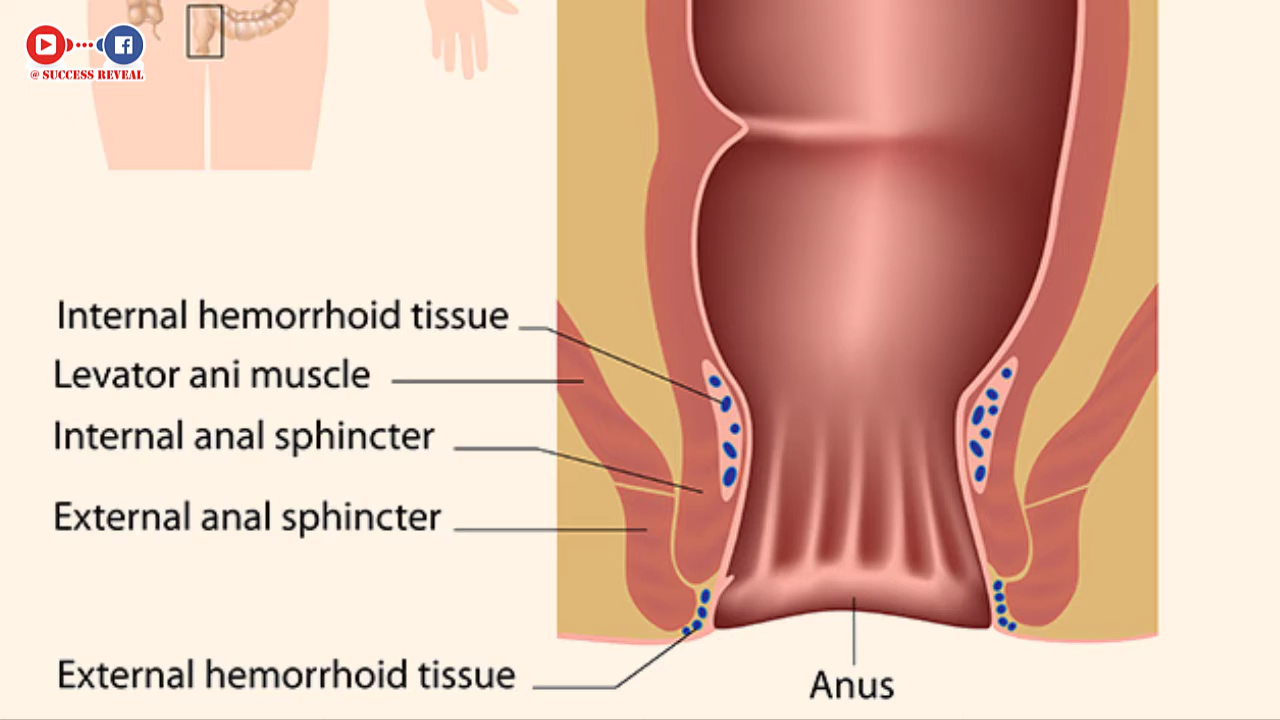 @ SUCCESS REVEAL
Internal hemorrhoid tissue
Levator ani muscle
Internal anal sphincter
External anal sphincter
External hemorrhoid tissue
Anus